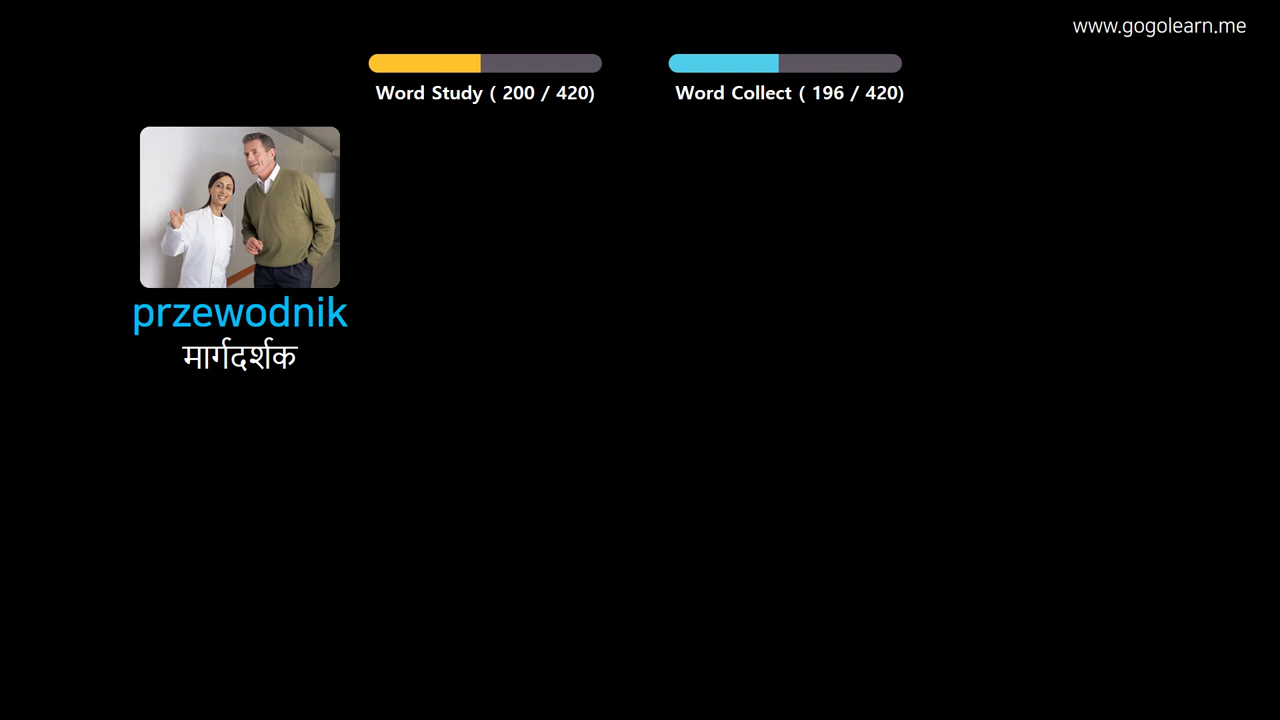 www.gogolearn.me
Word Study ( 200 / 420)
Word Collect ( 196 / 420)
przewodnik
मार्गदर्शक